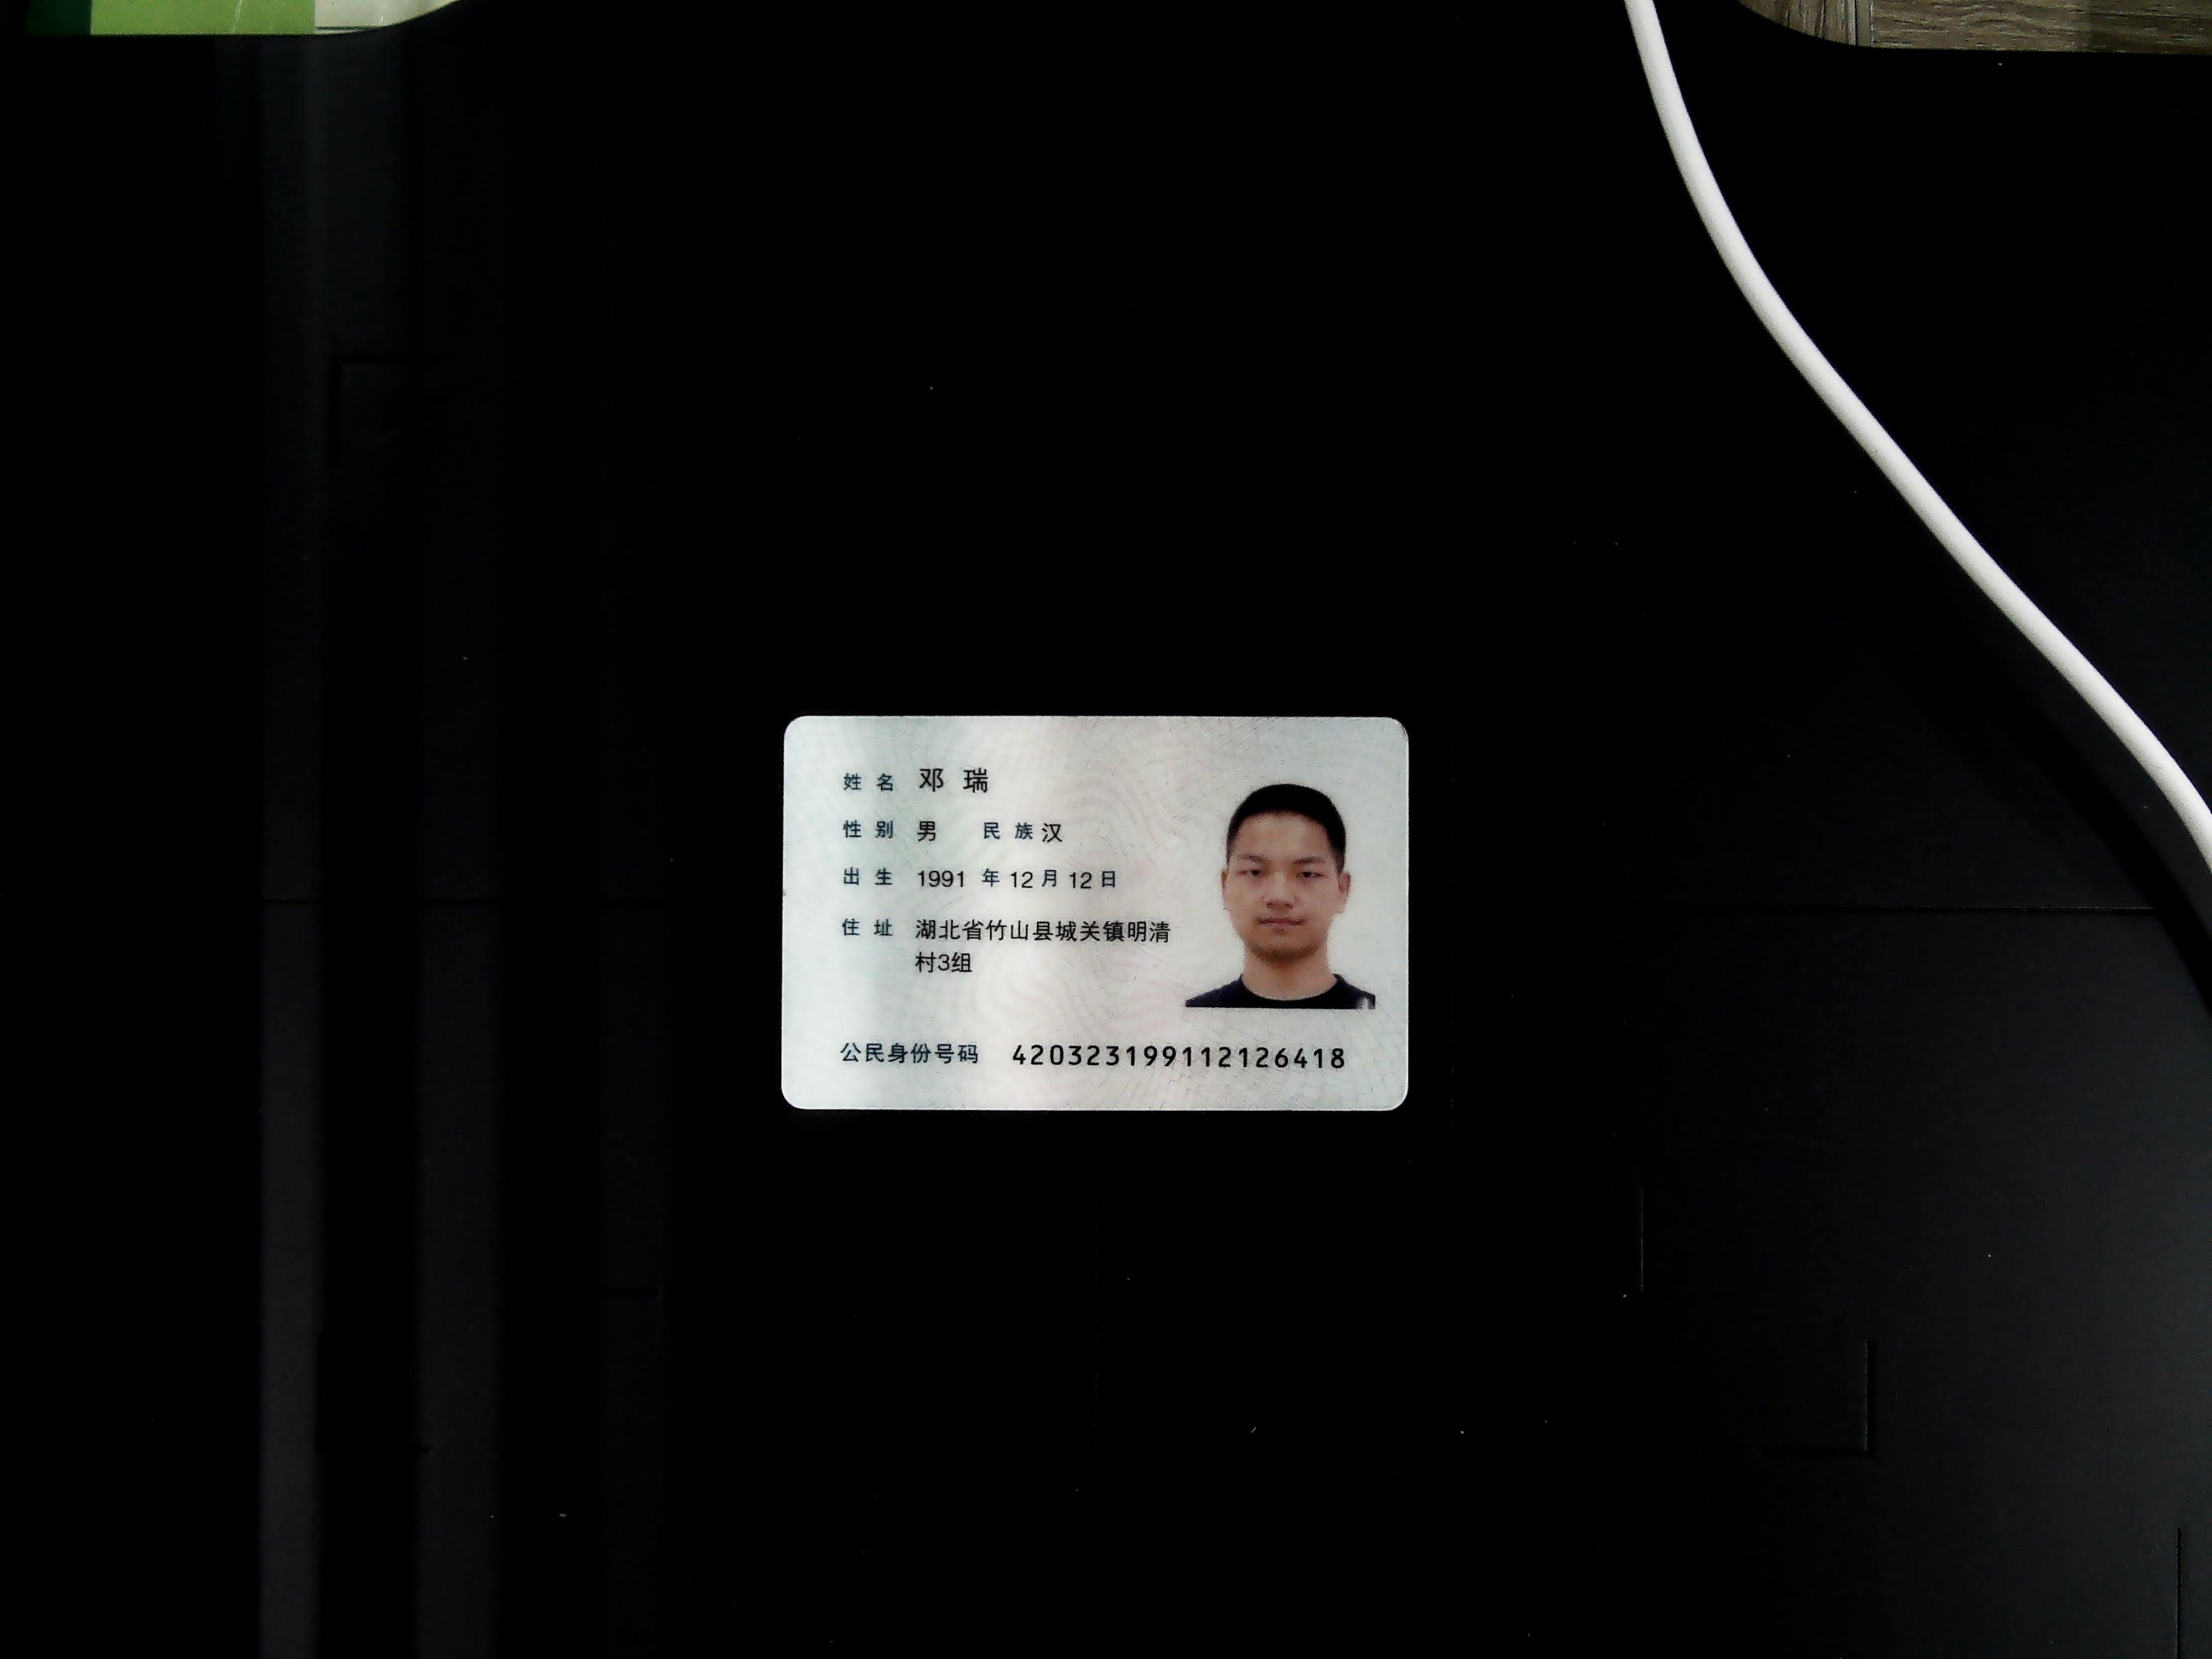 姓名 邓瑞
性别 男 民族 汉
出生 1991 年 12 月 12 日
住址 湖北省竹山县城关镇明清
村3组
公民身份号码 420323199112126418